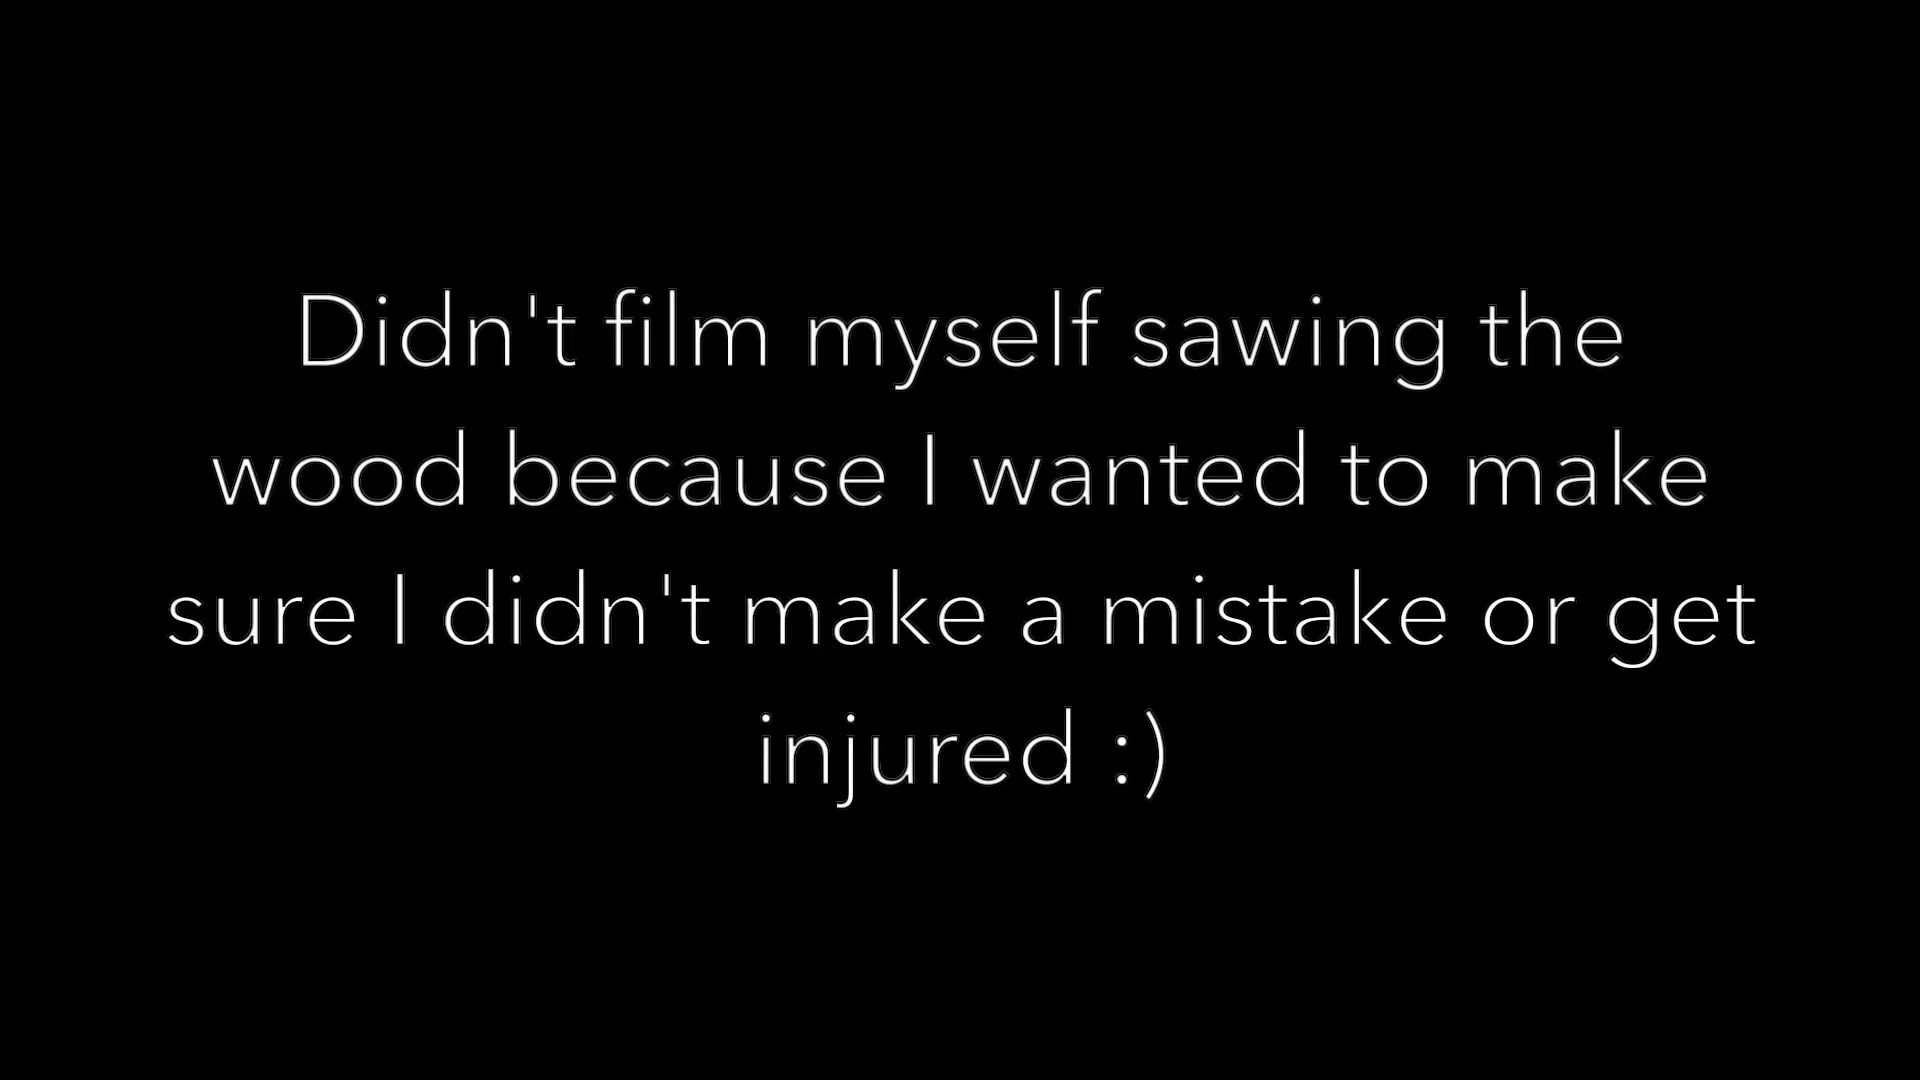 Didn't film myself sawing the
wood because I wanted to make
sure I didn't make a mistake or get
injured :)